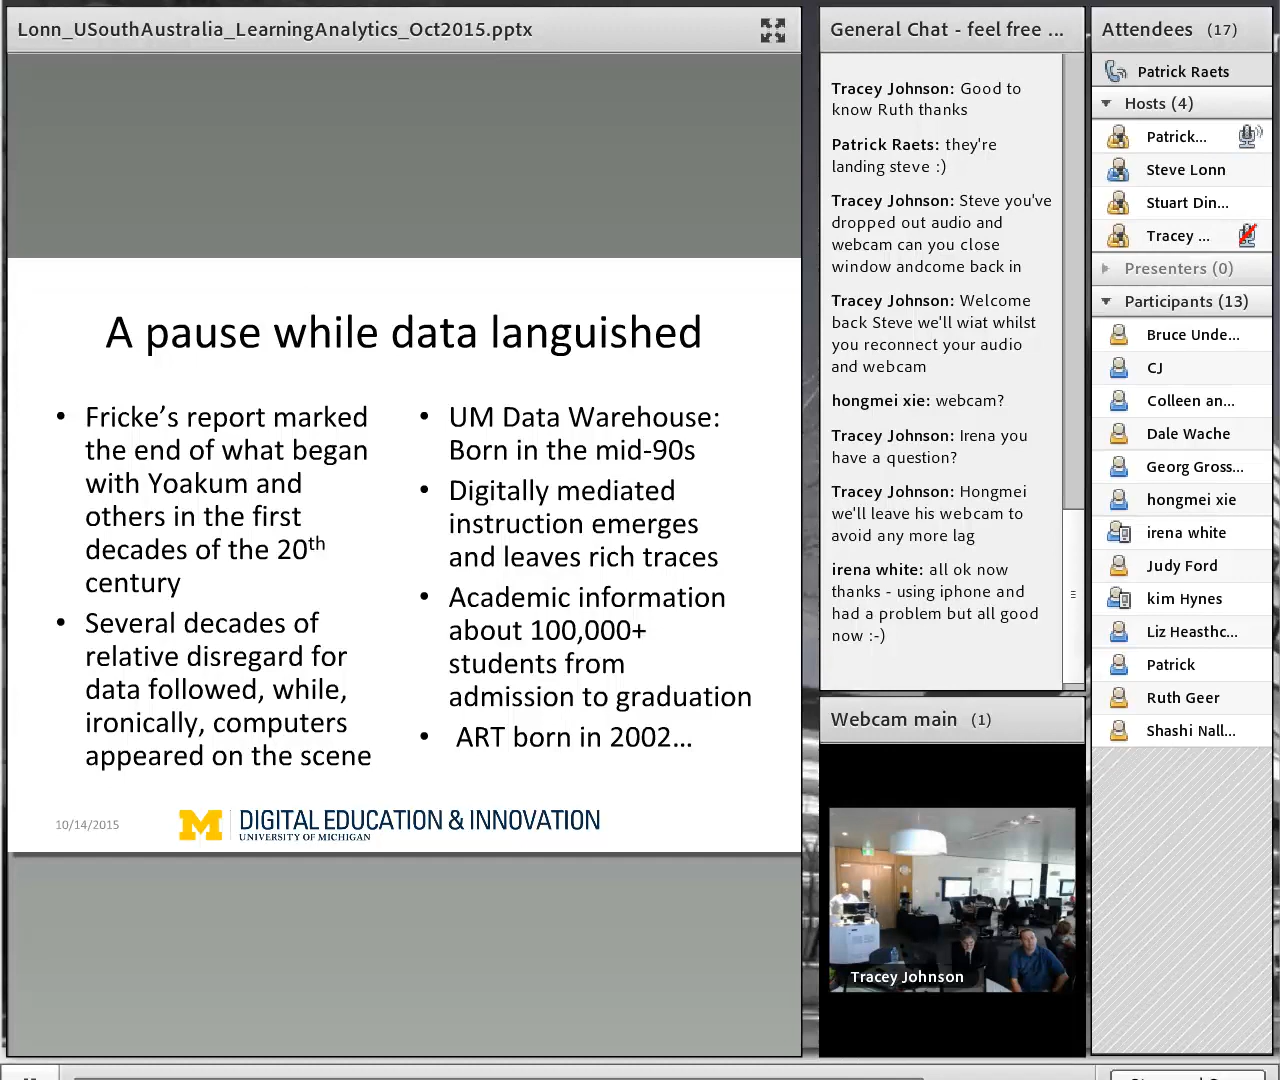 Lonn_USouthAustralia_LearningAnalytics_Oct2015.pptx
A pause while data languished
• Fricke’s report marked
the end of what began
with Yoakum and
others in the first
decades of the 20th
century
• Several decades of
relative disregard for
data followed, while,
ironically, computers
appeared on the scene
• UM Data Warehouse:
Born in the mid-90s
• Digitally mediated
instruction emerges
and leaves rich traces
• Academic information
about 100,000+
students from
admission to graduation
• ART born in 2002…
10/14/2015
M DIGITAL EDUCATION & INNOVATION
UNIVERSITY OF MICHIGAN
General Chat - feel free ...
Tracey Johnson: Good to
know Ruth thanks
Patrick Raets: they're
landing steve :)
Tracey Johnson: Steve you've
dropped out audio and
webcam can you close
window andcome back in
Tracey Johnson: Welcome
back Steve we'll wiat whilst
you reconnect your audio
and webcam
hongmei xie: webcam?
Tracey Johnson: Irena you
have a question?
Tracey Johnson: Hongmei
we'll leave his webcam to
avoid any more lag
irena white: all ok now
thanks - using iphone and
had a problem but all good
now :-)
Webcam main (1)
Tracey Johnson
Attendees (17)
Patrick Raets
Hosts (4)
Patrick...
Steve Lonn
Stuart Din...
Tracey ...
Presenters (0)
Participants (13)
Bruce Unde...
CJ
Colleen an...
Dale Wache
Georg Gross...
hongmei xie
irena white
Judy Ford
kim Hynes
Liz Heasthc...
Patrick
Ruth Geer
Shashi Nall...